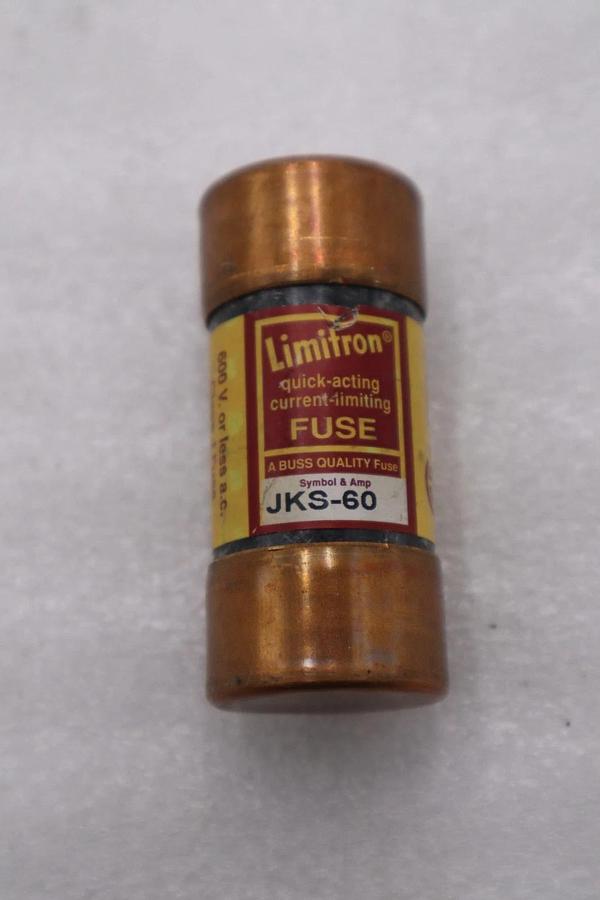 Limitron®
quick-acting
current-limiting
FUSE
A BUSS QUALITY Fuse
Symbol & Amp
JKS-60
600 V. or less a.c.